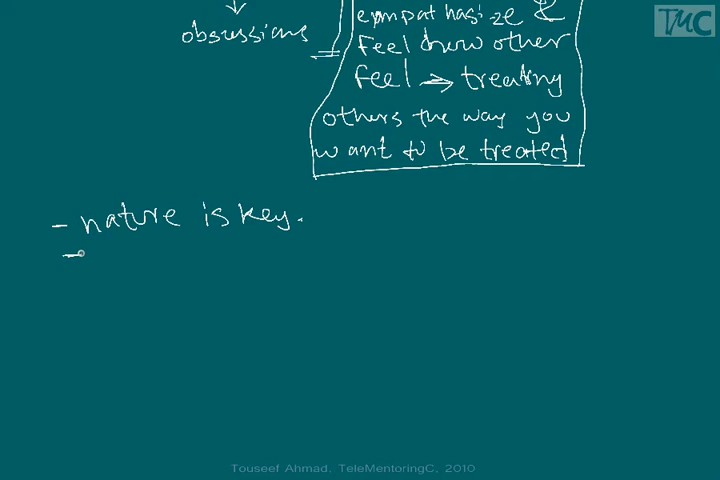 TMC
empathasize &
obsessions
feel how other
feel → treating
others the way you
want to be treated
- nature is key.
-
Touseef Ahmad. TeleMentoringC, 2010